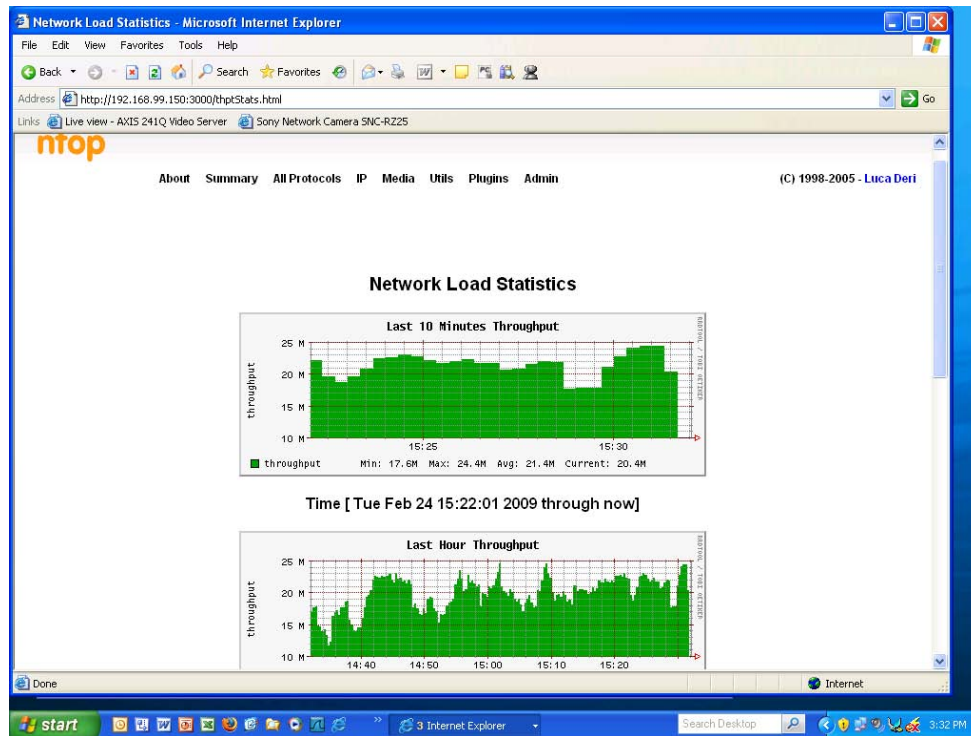 Network Load Statistics - Microsoft Internet Explorer
File Edit View Favorites Tools Help
Back Search Favorites
Address http://192.168.99.150:3000/thptStats.html Go
Links Live view - AXIS 241Q Video Server Sony Network Camera SNC-RZ25
ntop
About Summary All Protocols IP Media Utils Plugins Admin (C) 1998-2005 - Luca Deri
Network Load Statistics
Last 10 Minutes Throughput
RRDTOOL / TOBI OETIKER
throughput
25 M
20 M
15 M
10 M
15:25 15:30
throughput Min: 17.6M Max: 24.4M Avg: 21.4M Current: 20.4M
Time [ Tue Feb 24 15:22:01 2009 through now]
Last Hour Throughput
RRDTOOL / TOBI OETIKER
throughput
25 M
20 M
15 M
10 M
14:40 14:50 15:00 15:10 15:20
Done Internet
start 3 Internet Explorer Search Desktop 3:32 PM